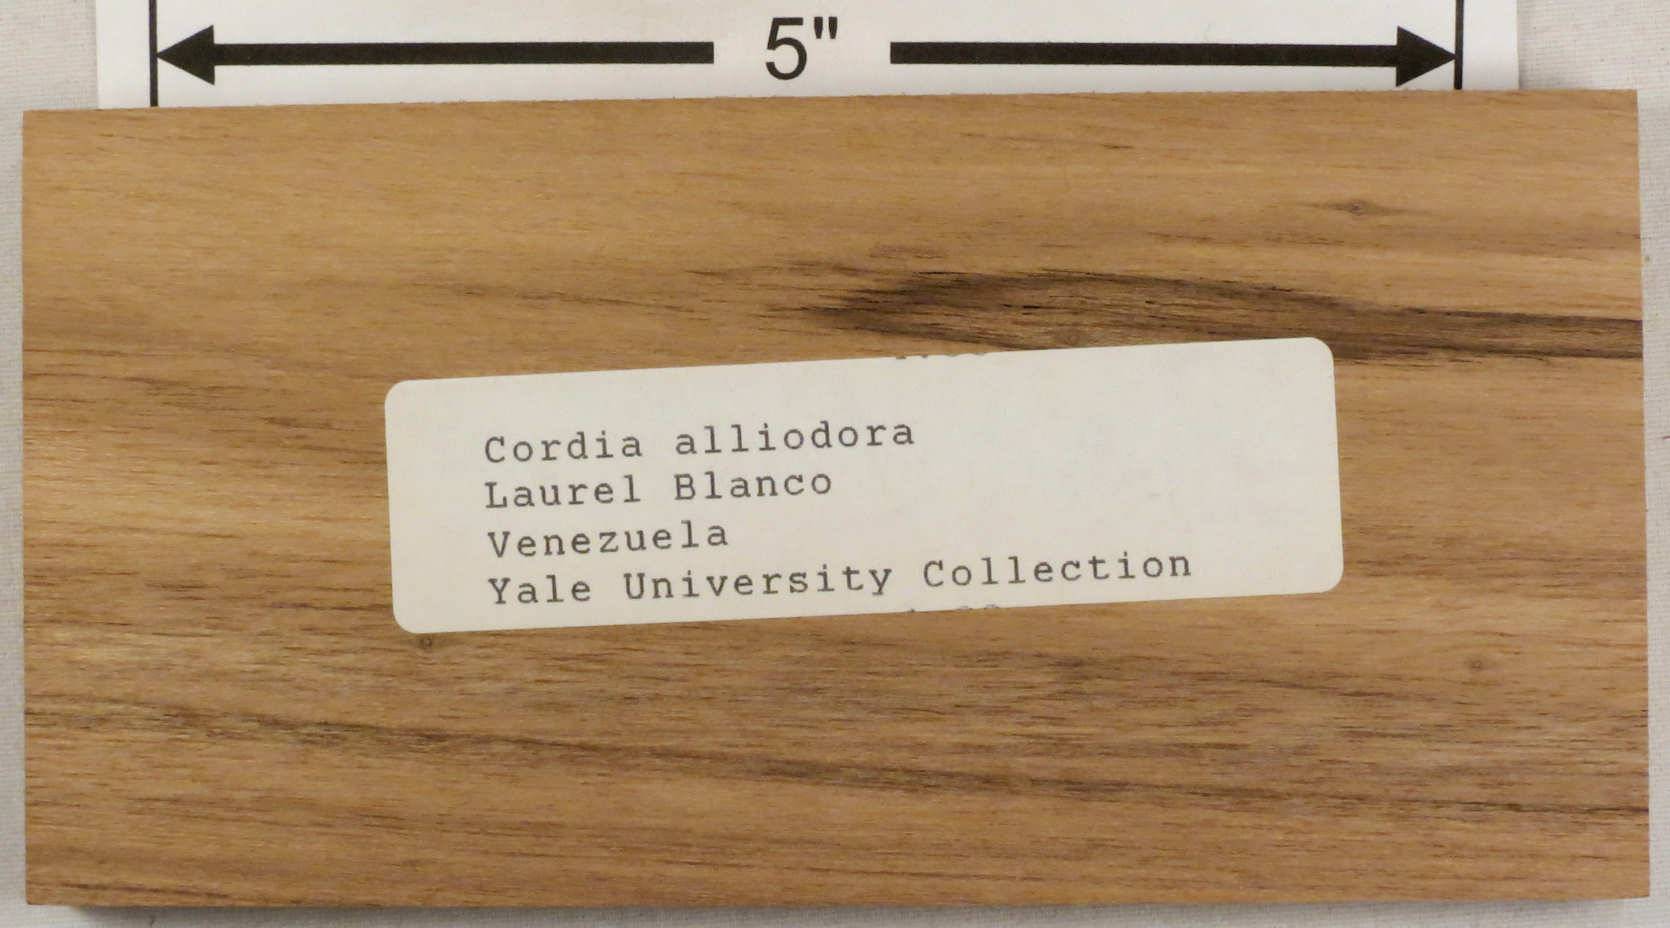 5"
Cordia alliodora
Laurel Blanco
Venezuela
Yale University Collection